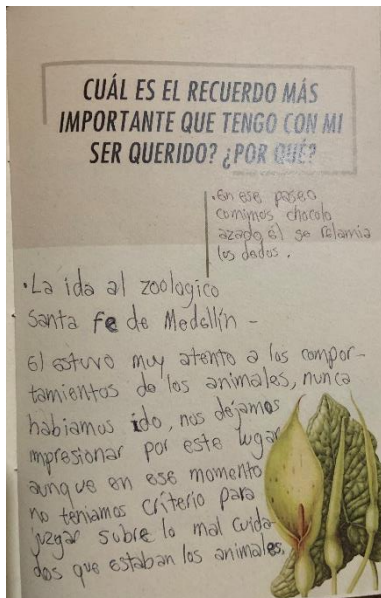 CUÁL ES EL RECUERDO MÁS
IMPORTANTE QUE TENGO CON MI
SER QUERIDO? ¿POR QUÉ?
•En ese paseo
comimos chocolo
azado él se relamia
los dedos.
•La ida al zoologico
Santa fe de Medellín -
El estuvo muy atento a los compor-
tamientos de los animales, nunca
habiamos ido, nos dejamos
impresionar por este lugar
aunque en ese momento
no teniamos criterio para
juzgar subre lo mal cuida-
dos que estaban los animales.